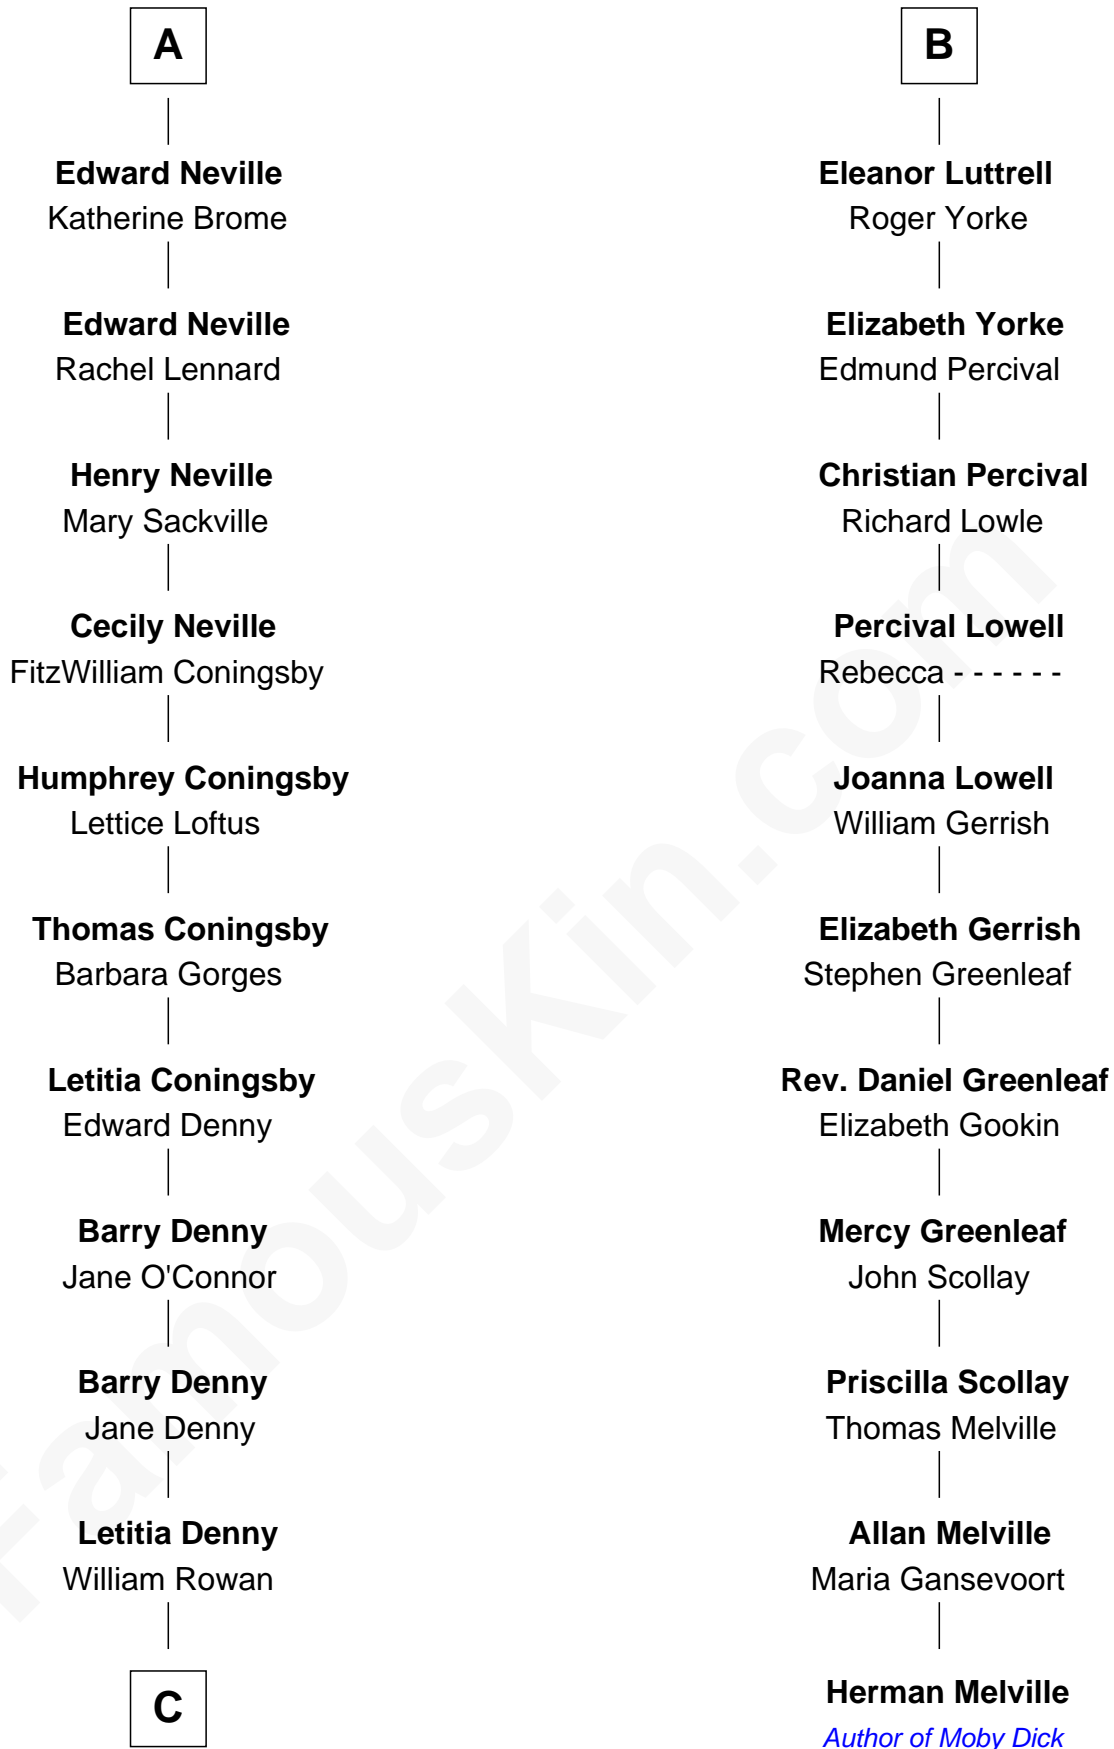 A
Edward Neville
Katherine Brome
Edward Neville
Rachel Lennard
Henry Neville
Mary Sackville
Cecily Neville
FitzWilliam Coningsby
Humphrey Coningsby
Lettice Loftus
Thomas Coningsby
Barbara Gorges
Letitia Coningsby
Edward Denny
Barry Denny
Jane O'Connor
Barry Denny
Jane Denny
Letitia Denny
William Rowan
C
B
Eleanor Luttrell
Roger Yorke
Elizabeth Yorke
Edmund Percival
Christian Percival
Richard Lowle
Percival Lowell
Rebecca - - - - - -
Joanna Lowell
William Gerrish
Elizabeth Gerrish
Stephen Greenleaf
Rev. Daniel Greenleaf
Elizabeth Gookin
Mercy Greenleaf
John Scollay
Priscilla Scollay
Thomas Melville
Allan Melville
Maria Gansevoort
Herman Melville
Author of Moby Dick
FamousKin.com